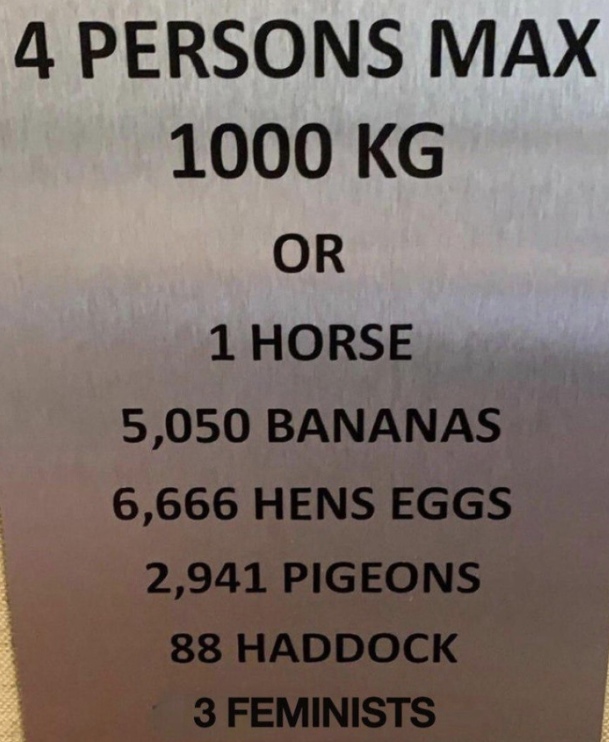 4 PERSONS MAX
1000 KG
OR
1 HORSE
5,050 BANANAS
6,666 HENS EGGS
2,941 PIGEONS
88 HADDOCK
3 FEMINISTS